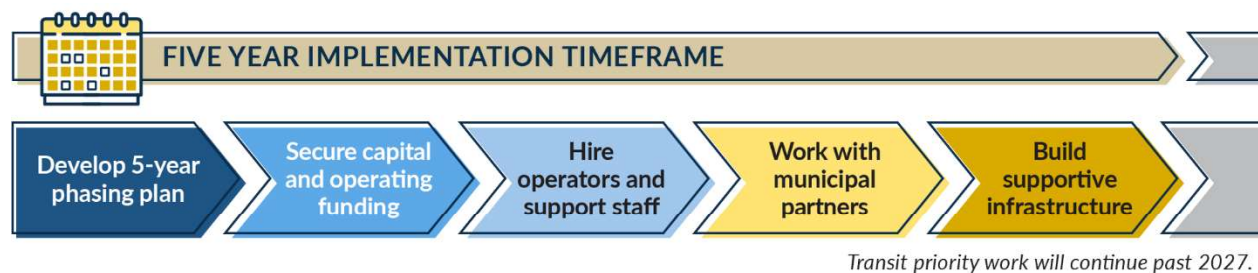 FIVE YEAR IMPLEMENTATION TIMEFRAME
Develop 5-year
phasing plan
Secure capital
and operating
funding
Hire
operators and
support staff
Work with
municipal
partners
Build
supportive
infrastructure
Transit priority work will continue past 2027.